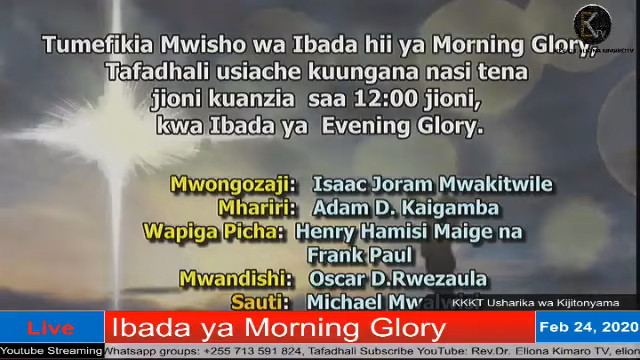 Tumefikia Mwisho wa Ibada hii ya Morning Glory,
Tafadhali usiache kuungana nasi tena
jioni kuanzia saa 12:00 jioni,
kwa Ibada ya Evening Glory.
Mwongozaji: Isaac Joram Mwakitwile
Mhariri: Adam D. Kaigamba
Wapiga Picha: Henry Hamisi Maige na
Frank Paul
Mwandishi: Oscar D.Rwezaula
Sauti: Michael
KKKT Usharika wa Kijitonyama
Live
Ibada ya Morning Glory
Feb 24, 2020
Youtube Streaming
Whatsapp groups: +255 713 591 824, Tafadhali Subscribe YouTube: Rev.Dr. Eliona Kimaro TV, elion